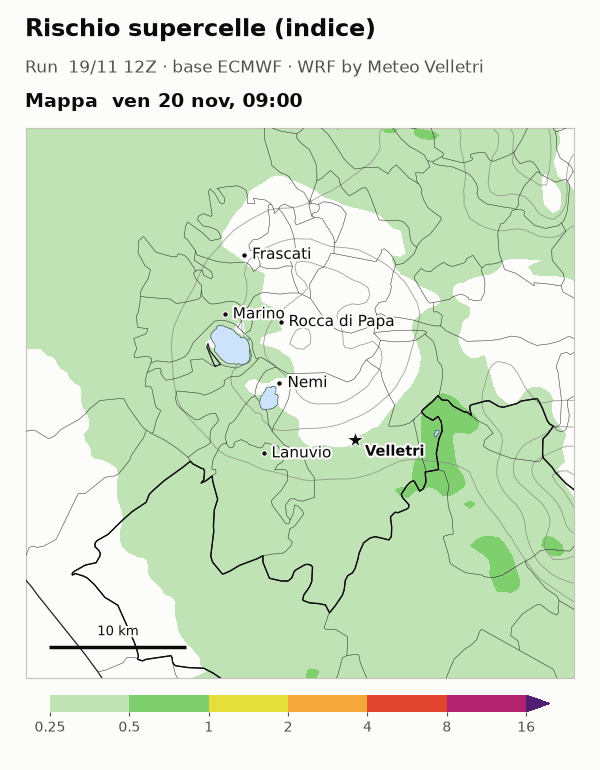 Rischio supercelle (indice)
Run  19/11 12Z · base ECMWF · WRF by Meteo Velletri
Mappa  ven 20 nov, 09:00
Frascati
Marino
Rocca di Papa
Nemi
Velletri
Lanuvio
10 km
0.25 0.5 1 2 4 8 16